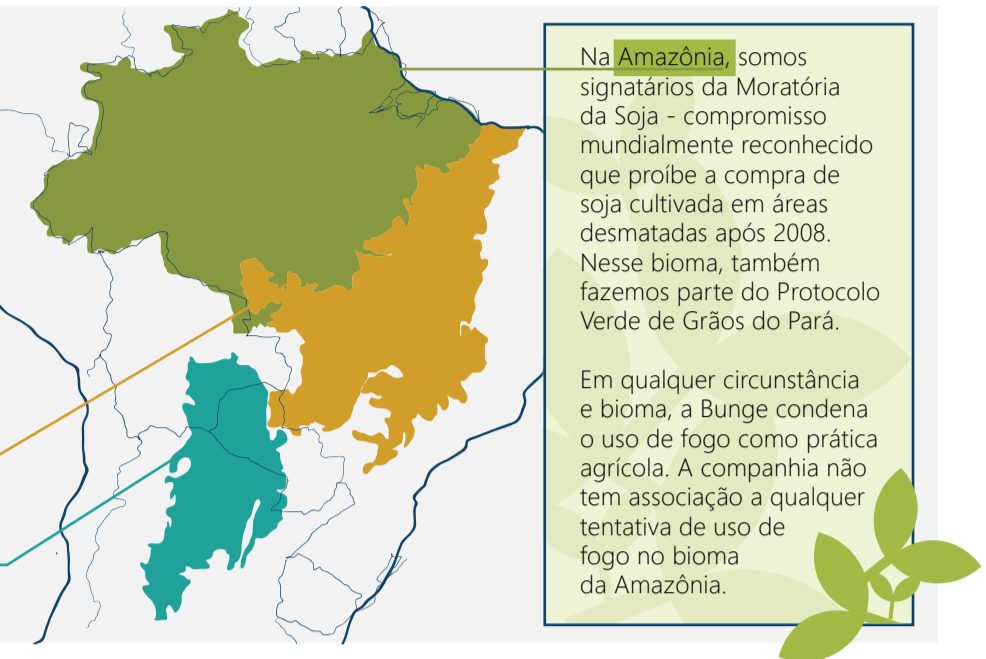 Na Amazônia, somos
signatários da Moratória
da Soja - compromisso
mundialmente reconhecido
que proíbe a compra de
soja cultivada em áreas
desmatadas após 2008.
Nesse bioma, também
fazemos parte do Protocolo
Verde de Grãos do Pará.
Em qualquer circunstância
e bioma, a Bunge condena
o uso de fogo como prática
agrícola. A companhia não
tem associação a qualquer
tentativa de uso de
fogo no bioma
da Amazônia.